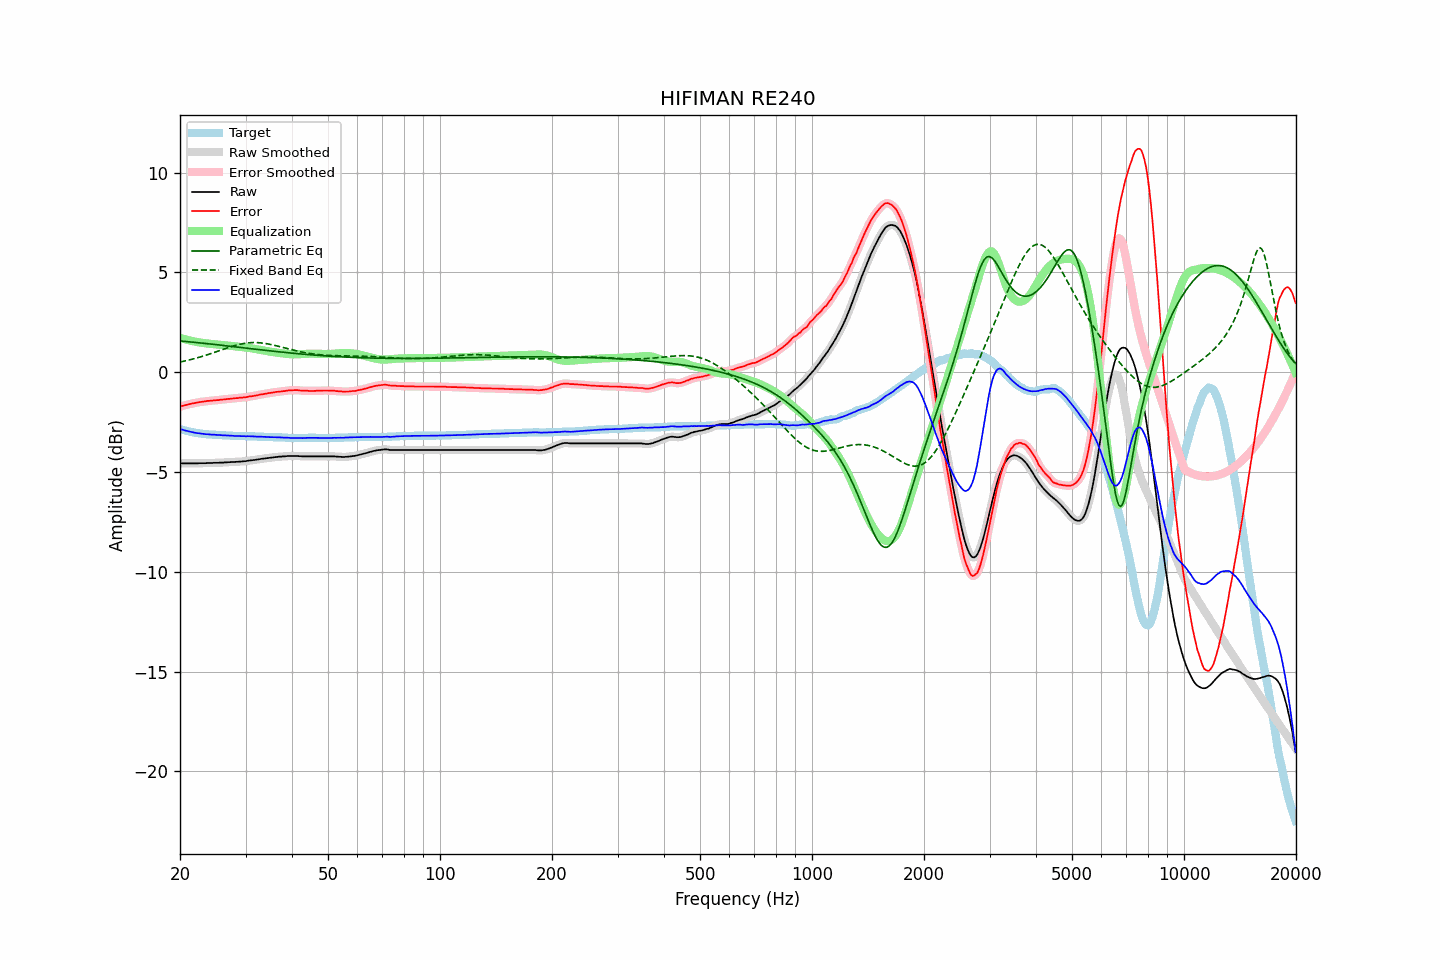 HIFIMAN RE240
Target
Raw Smoothed
Error Smoothed
Raw
Error
Equalization
Parametric Eq
Fixed Band Eq
Equalized
Amplitude (dBr)
10
5
0
−5
−10
−15
−20
20
50
100
200
500
1000
2000
5000
10000
20000
Frequency (Hz)